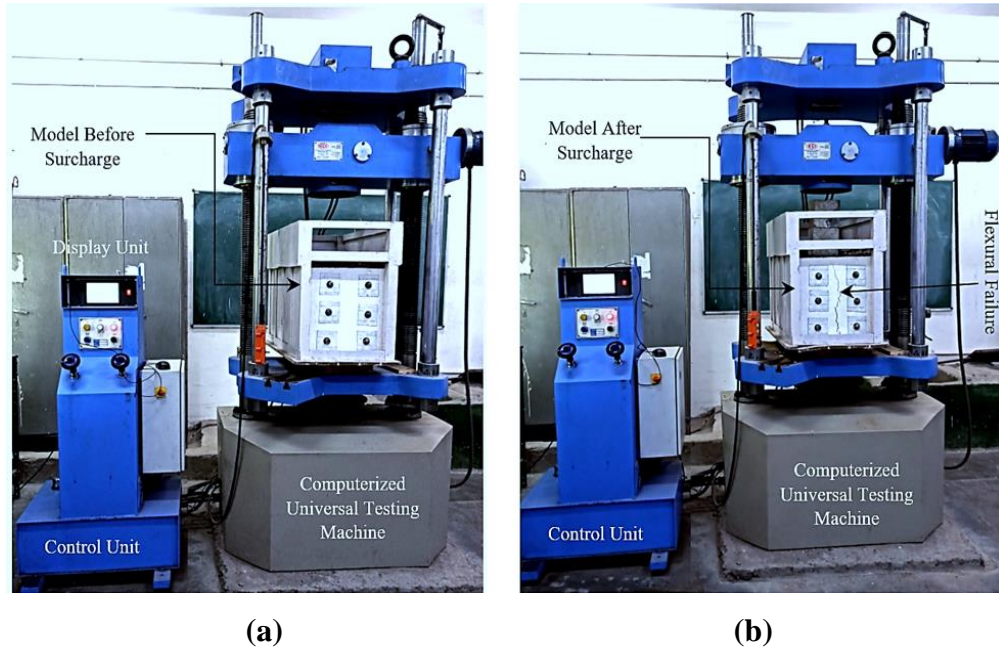 Model Before
Surcharge
Display Unit
Control Unit
Computerized
Universal Testing
Machine
(a)
Model After
Surcharge
Flexural Failure
Control Unit
Computerized
Universal Testing
Machine
(b)